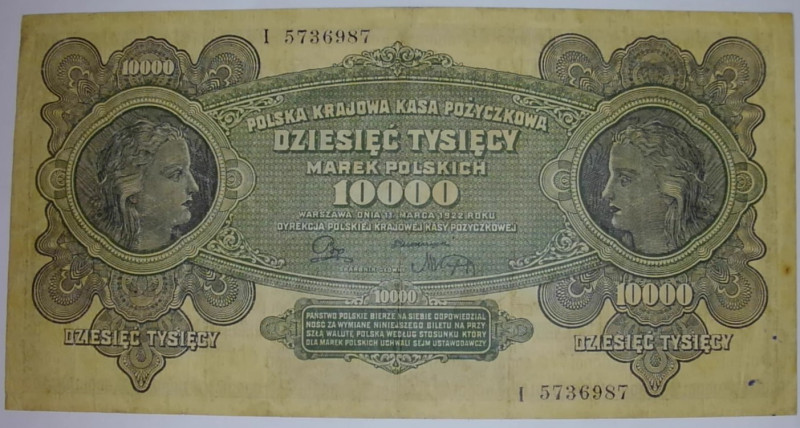 I 5736987
10000
POLSKA KRAJOWA KASA POŻYCZKOWA
DZIESIĘĆ TYSIĘCY
MAREK POLSKICH
10000
WARSZAWA DNIA 11 MARCA 1922 ROKU
DYREKCJA POLSKIEJ KRAJOWEJ KASY POŻYCZKOWEJ
10000
10000
PAŃSTWO POLSKIE BIERZE NA SIEBIE ODPOWIEDZIAL
NOŚĆ ZA WYMIANĘ NINIEJSZEGO BILETU NA PRZY
SZŁĄ WALUTĘ POLSKĄ WEDŁUG STOSUNKU KTÓRY
DLA MAREK POLSKICH UCHWALI SEJM USTAWODAWCZY
DZIESIĘĆ TYSIĘCY
DZIESIĘĆ TYSIĘCY
I 5736987